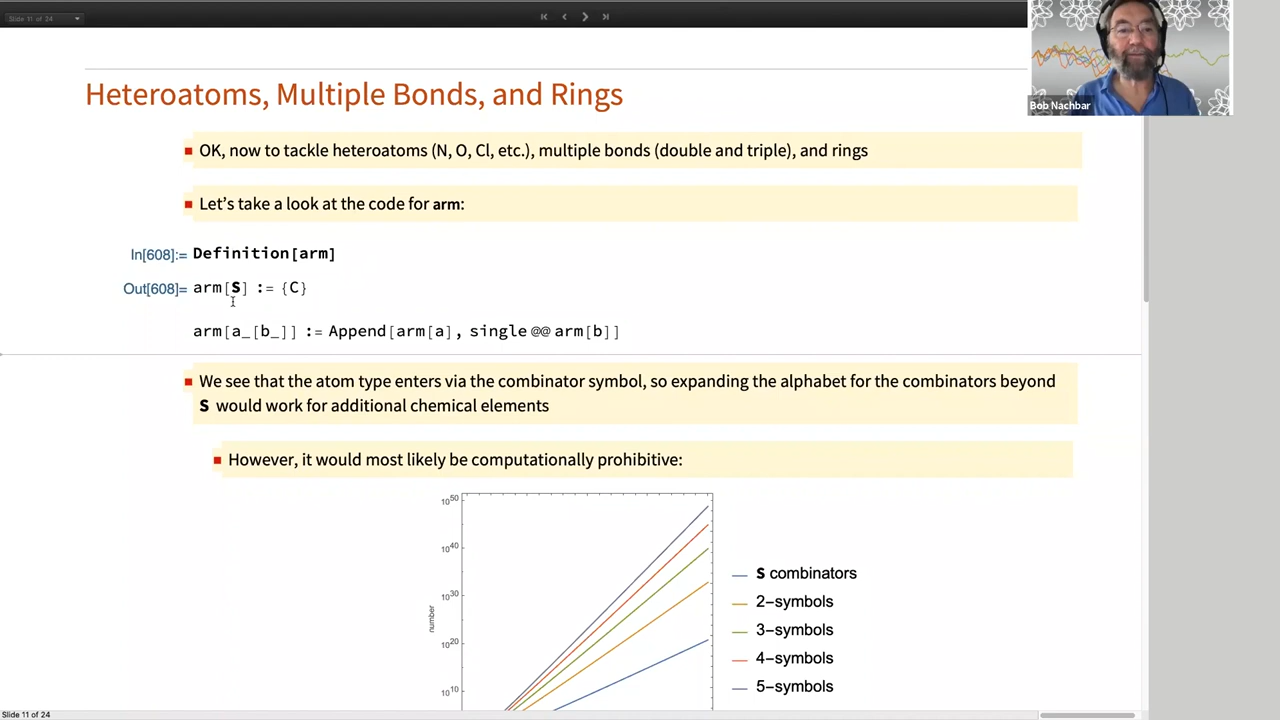 Slide 11 of 24
Bob Nachbar
Heteroatoms, Multiple Bonds, and Rings
OK, now to tackle heteroatoms (N, O, Cl, etc.), multiple bonds (double and triple), and rings
Let's take a look at the code for arm:
In[608]:= Definition[arm]
Out[608]= arm[S] := {C}
arm[a_[b_]] := Append[arm[a], single @@ arm[b]]
We see that the atom type enters via the combinator symbol, so expanding the alphabet for the combinators beyond
S would work for additional chemical elements
However, it would most likely be computationally prohibitive:
10^50
10^40
10^30
10^20
10^10
number
S combinators
2-symbols
3-symbols
4-symbols
5-symbols
Slide 11 of 24